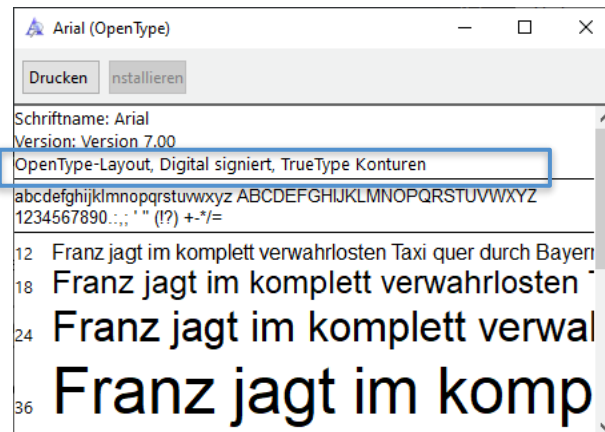 Arial (OpenType)
Drucken nstallieren
Schriftname: Arial
Version: Version 7.00
OpenType-Layout, Digital signiert, TrueType Konturen
abcdefghijklmnopqrstuvwxyz ABCDEFGHIJKLMNOPQRSTUVWXYZ
1234567890.:,; ' " (!?) +-*/=
12 Franz jagt im komplett verwahrlosten Taxi quer durch Bayern
18 Franz jagt im komplett verwahrlosten
24 Franz jagt im komplett verwal
36 Franz jagt im komp